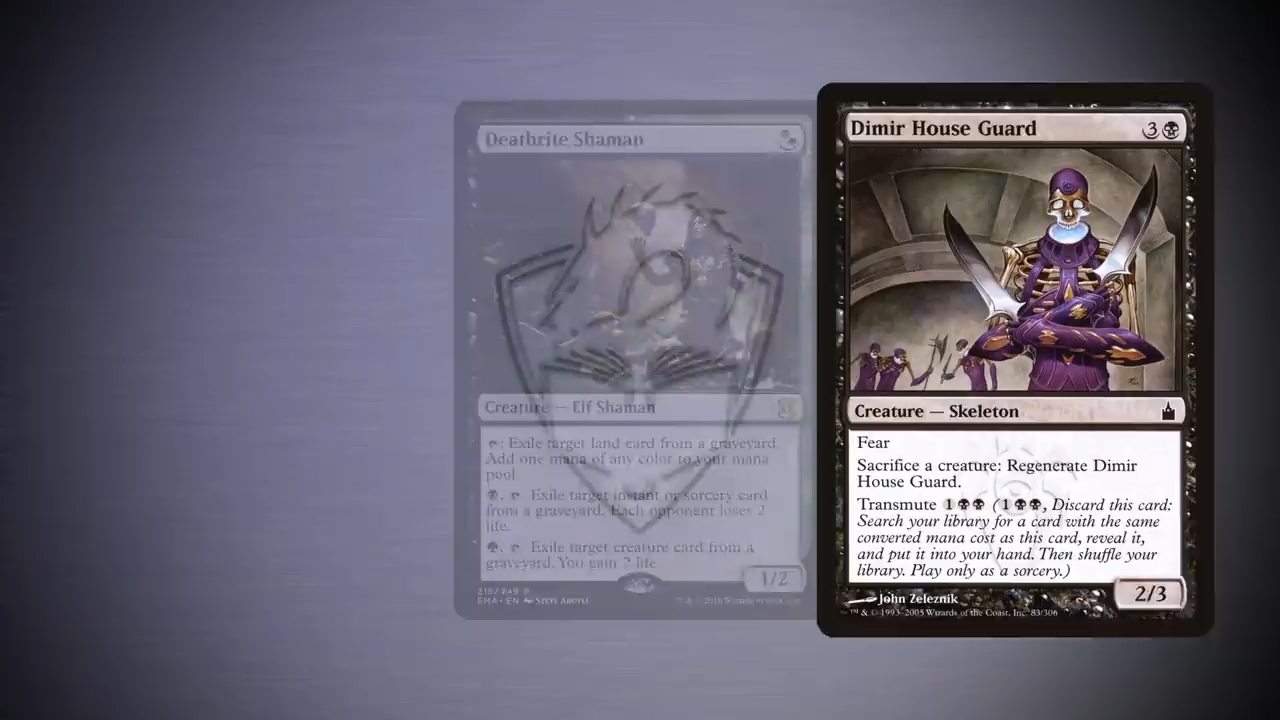 Deathrite Shaman
Creature — Elf Shaman
: Exile target land card from a graveyard.
Add one mana of any color to your mana
pool
, Exile target instant or sorcery card
from a graveyard. Each opponent loses 2
life.
, Exile target creature card from a
graveyard. You gain 2 life
1/2
EMA • EN
Dimir House Guard
3
Creature — Skeleton
Fear
Sacrifice a creature: Regenerate Dimir
House Guard.
Transmute 1 (1, Discard this card:
Search your library for a card with the same
converted mana cost as this card, reveal it,
and put it into your hand. Then shuffle your
library. Play only as a sorcery.)
2/3
John Zeleznik
™ & © 1993-2005 Wizards of the Coast, Inc. 83/306